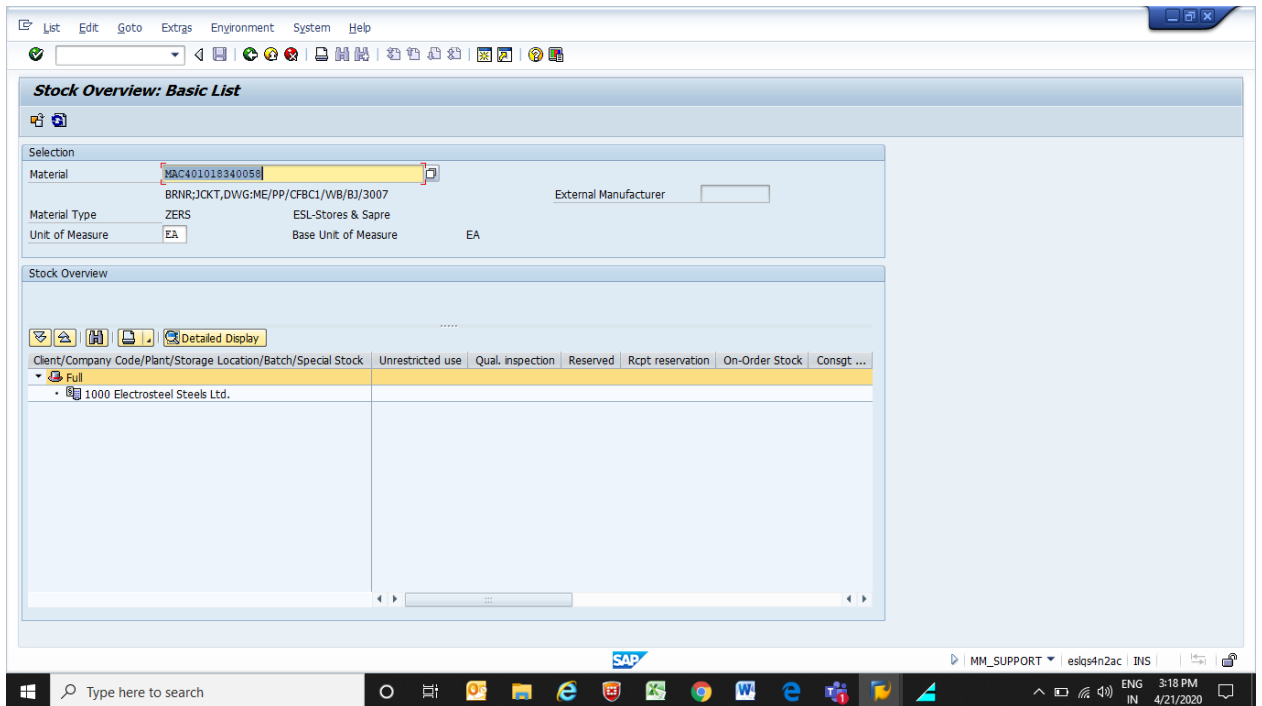 List Edit Goto Extras Environment System Help
Stock Overview: Basic List
Selection
Material MAC401018340058
BRNR;JCKT,DWG:ME/PP/CFBC1/WB/BJ/3007 External Manufacturer
Material Type ZERS ESL-Stores & Sapre
Unit of Measure EA Base Unit of Measure EA
Stock Overview
Detailed Display
Client/Company Code/Plant/Storage Location/Batch/Special Stock Unrestricted use Qual. inspection Reserved Rcpt reservation On-Order Stock Consgt ...
Full
1000 Electrosteel Steels Ltd.
SAP MM_SUPPORT eslqs4n2ac INS
Type here to search ENG 3:18 PM
IN 4/21/2020